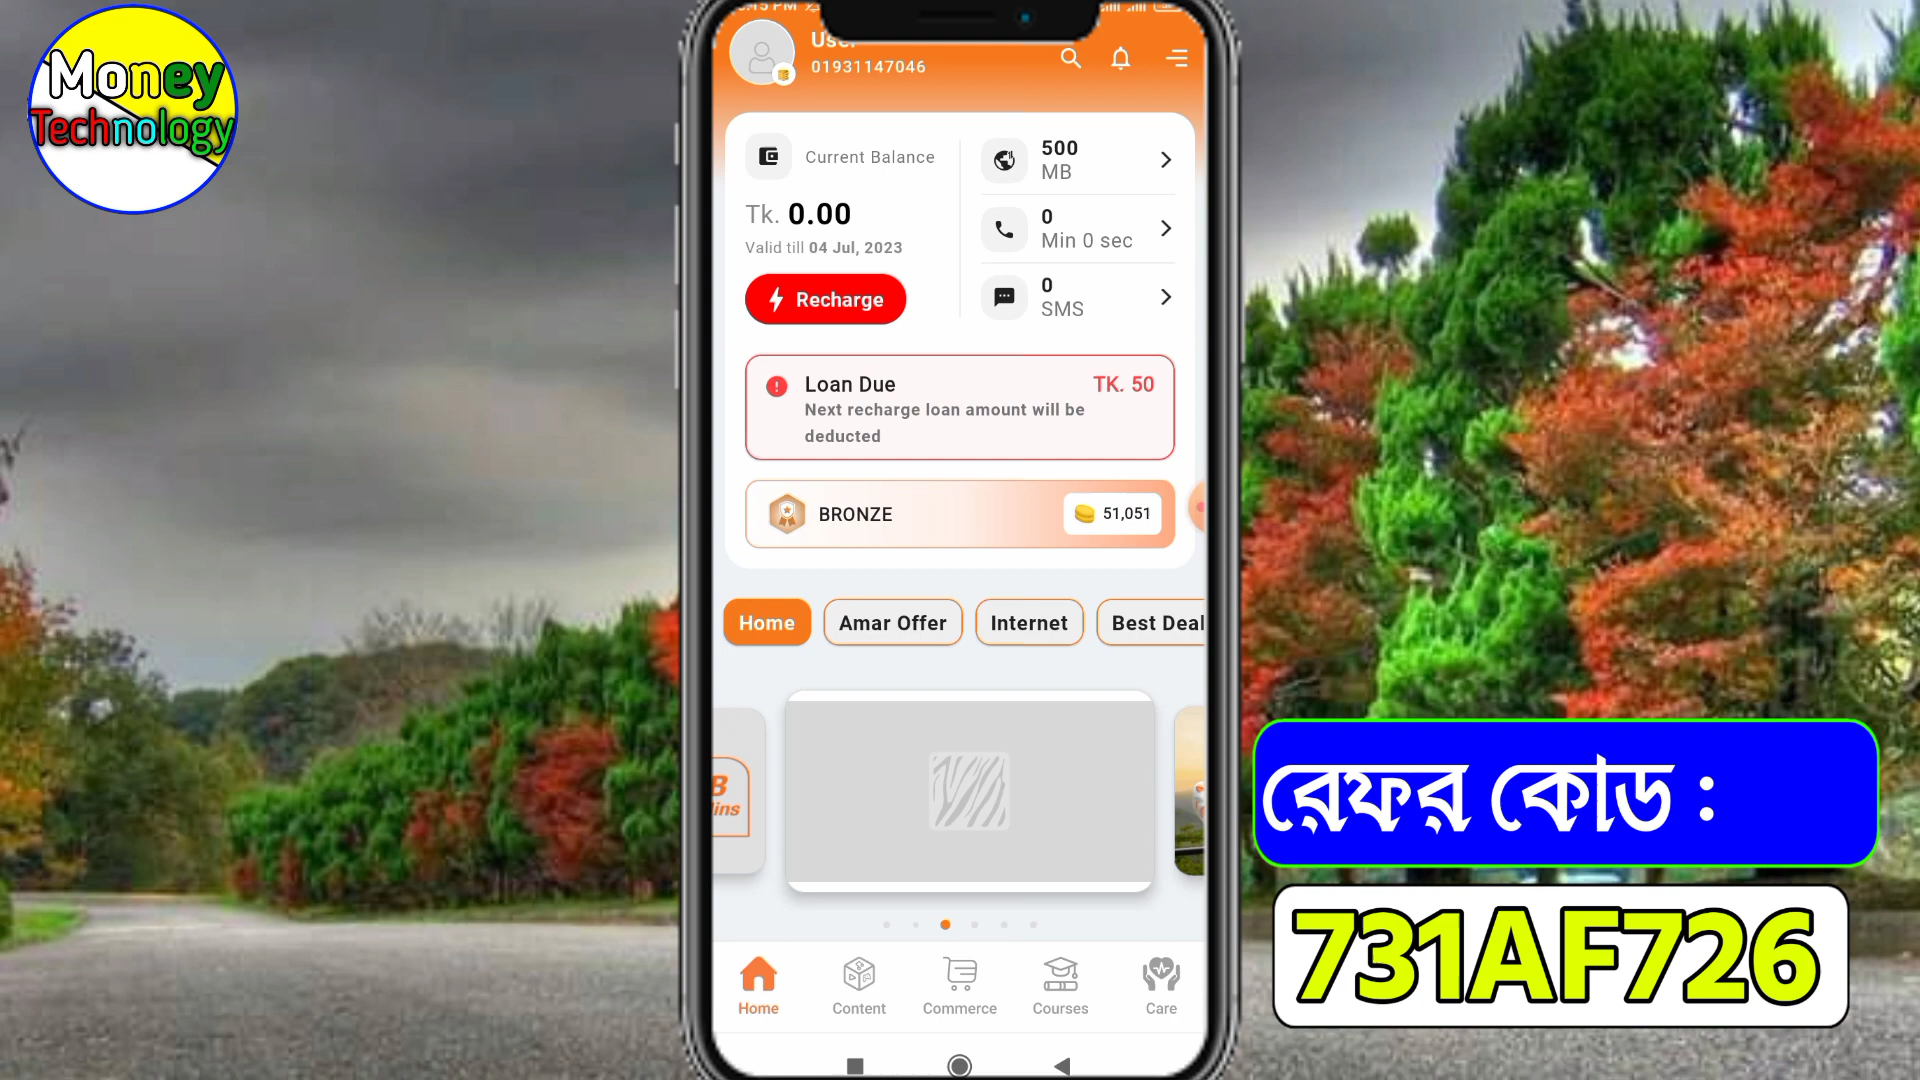 Money
Technology
User
01931147046
Current Balance
Tk. 0.00
Valid till 04 Jul, 2023
Recharge
500
MB
0
Min 0 sec
0
SMS
Loan Due
TK. 50
Next recharge loan amount will be
deducted
BRONZE
51,051
Home
Amar Offer
Internet
Best Deal
Home
Content
Commerce
Courses
Care
রেফর কোড :
731AF726